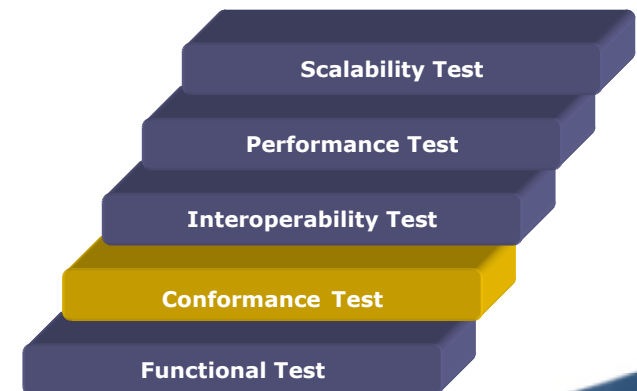 Scalability Test
Performance Test
Interoperability Test
Conformance Test
Functional Test